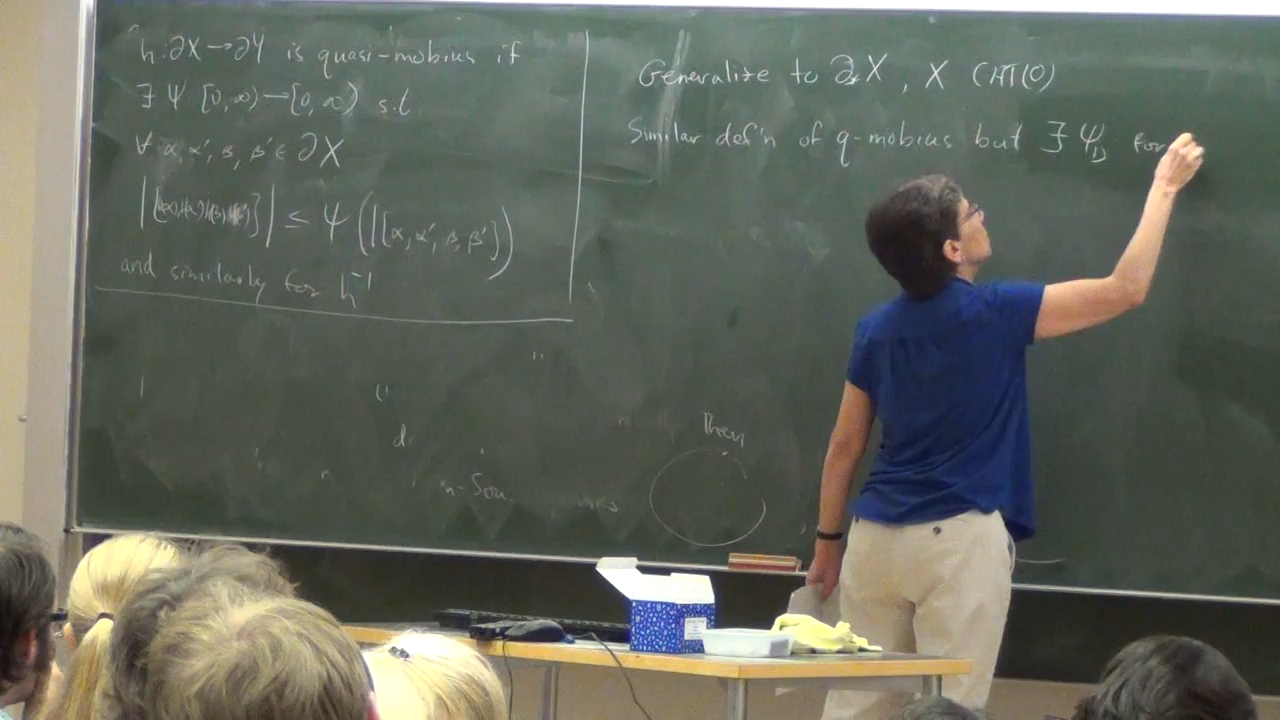 h: ∂X → ∂Y is quasi-mobius if
∃ Ψ [0, ∞) → [0, ∞) s.t.
∀ α, α', β, β' ∈ ∂X
≤ Ψ (|[α, α', β, β']|)
and similarly for h⁻¹
Generalize to ∂X, X CAT(0)
Similar def'n of q-mobius but ∃ Ψ_D for
Then